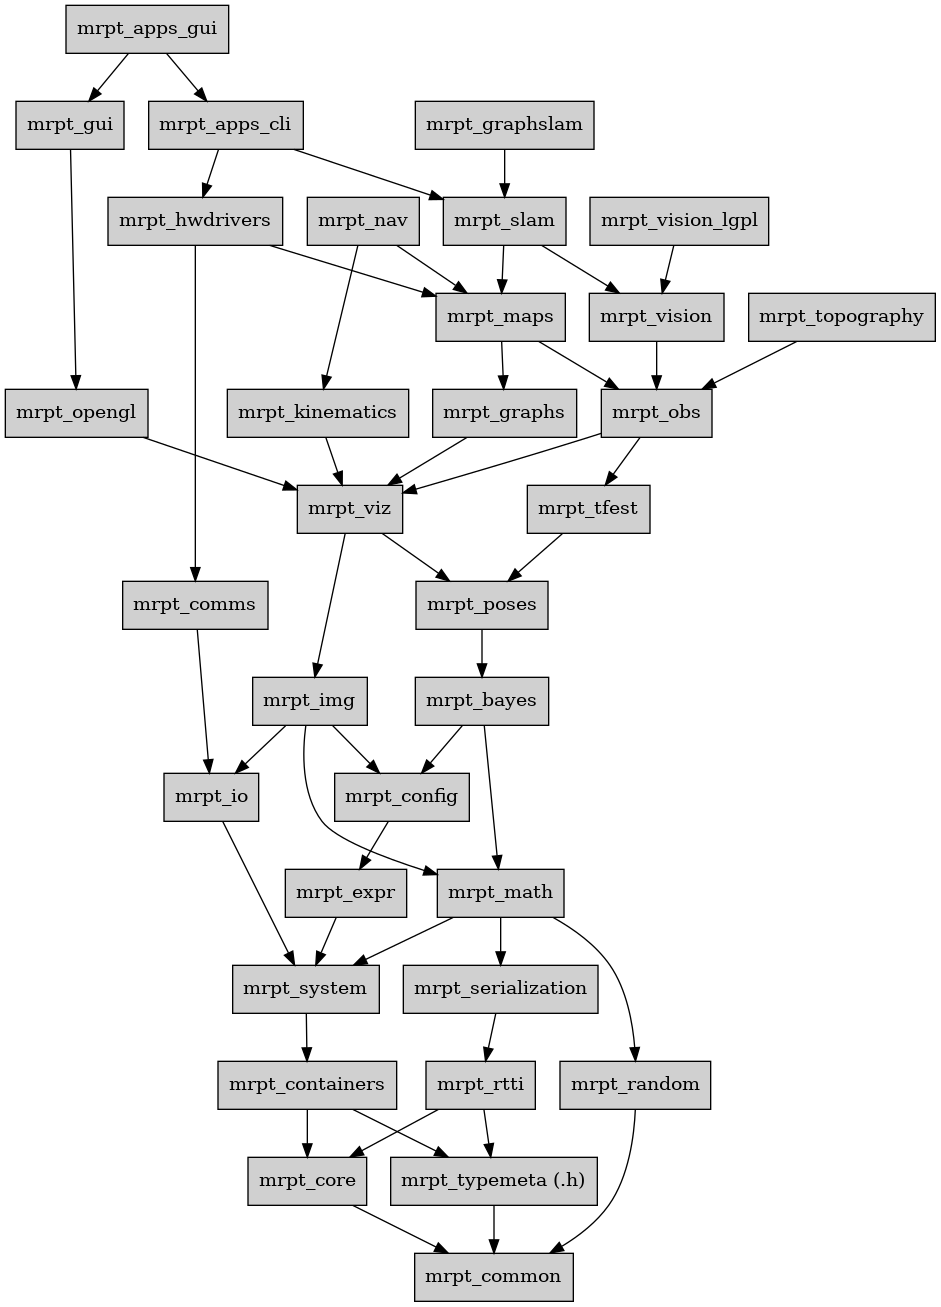 mrpt_apps_gui
mrpt_gui
mrpt_apps_cli
mrpt_graphslam
mrpt_hwdrivers
mrpt_nav
mrpt_slam
mrpt_vision_lgpl
mrpt_maps
mrpt_vision
mrpt_topography
mrpt_opengl
mrpt_kinematics
mrpt_graphs
mrpt_obs
mrpt_viz
mrpt_tfest
mrpt_comms
mrpt_poses
mrpt_img
mrpt_bayes
mrpt_io
mrpt_config
mrpt_expr
mrpt_math
mrpt_system
mrpt_serialization
mrpt_containers
mrpt_rtti
mrpt_random
mrpt_core
mrpt_typemeta (.h)
mrpt_common